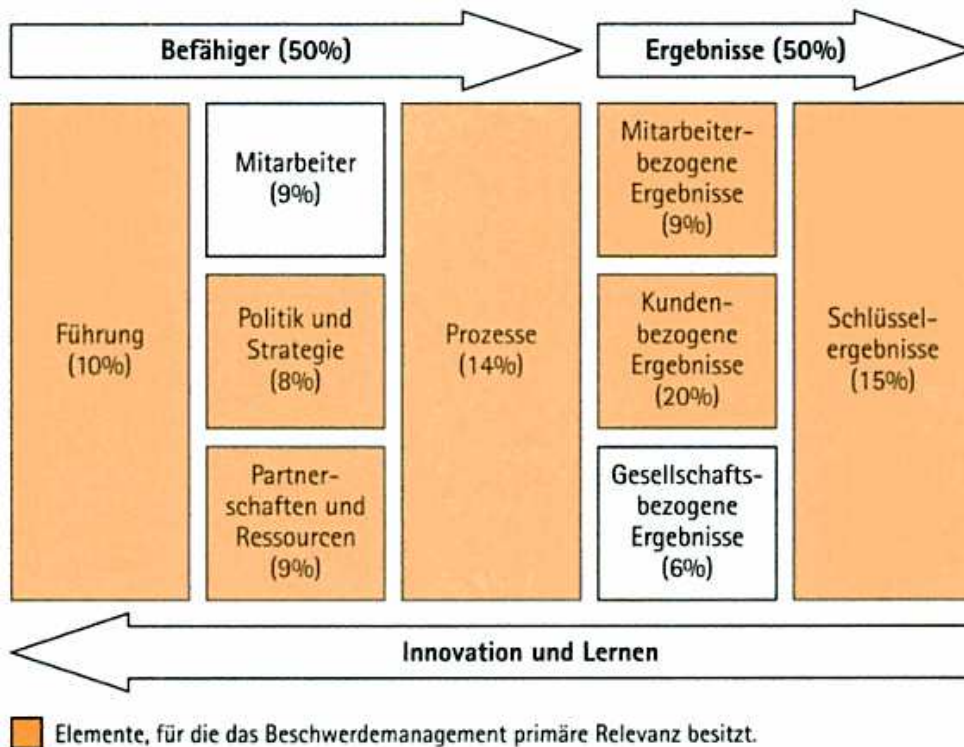 Befähiger (50%)
Ergebnisse (50%)
Führung
(10%)
Mitarbeiter
(9%)
Politik und
Strategie
(8%)
Partner-
schaften und
Ressourcen
(9%)
Prozesse
(14%)
Mitarbeiter-
bezogene
Ergebnisse
(9%)
Kunden-
bezogene
Ergebnisse
(20%)
Gesellschafts-
bezogene
Ergebnisse
(6%)
Schlüssel-
ergebnisse
(15%)
Innovation und Lernen
Elemente, für die das Beschwerdemanagement primäre Relevanz besitzt.